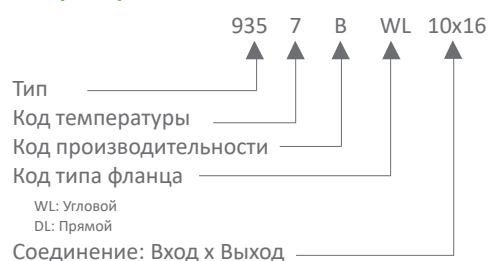 935 7 B WL 10x16
Тип
Код температуры
Код производительности
Код типа фланца
WL: Угловой
DL: Прямой
Соединение: Вход x Выход